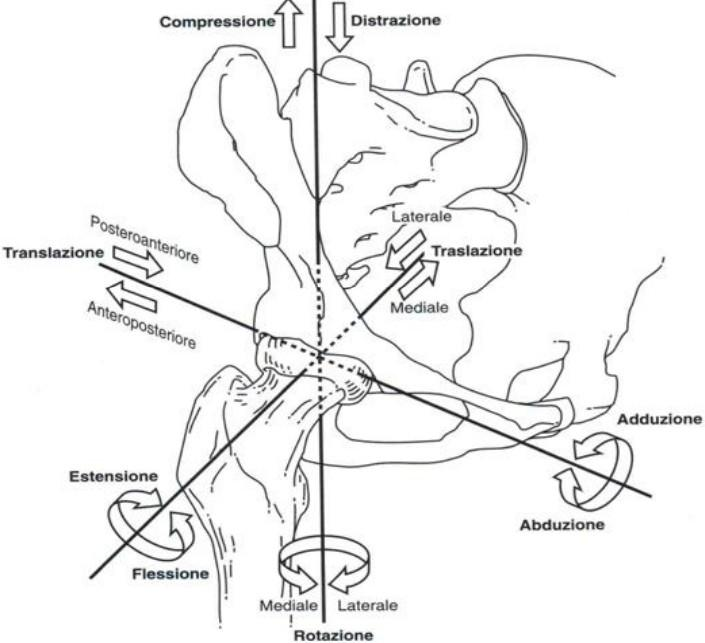 Compressione
Distrazione
Laterale
Posteroanteriore
Translazione
Traslazione
Mediale
Anteroposteriore
Adduzione
Estensione
Abduzione
Flessione
Mediale
Laterale
Rotazione